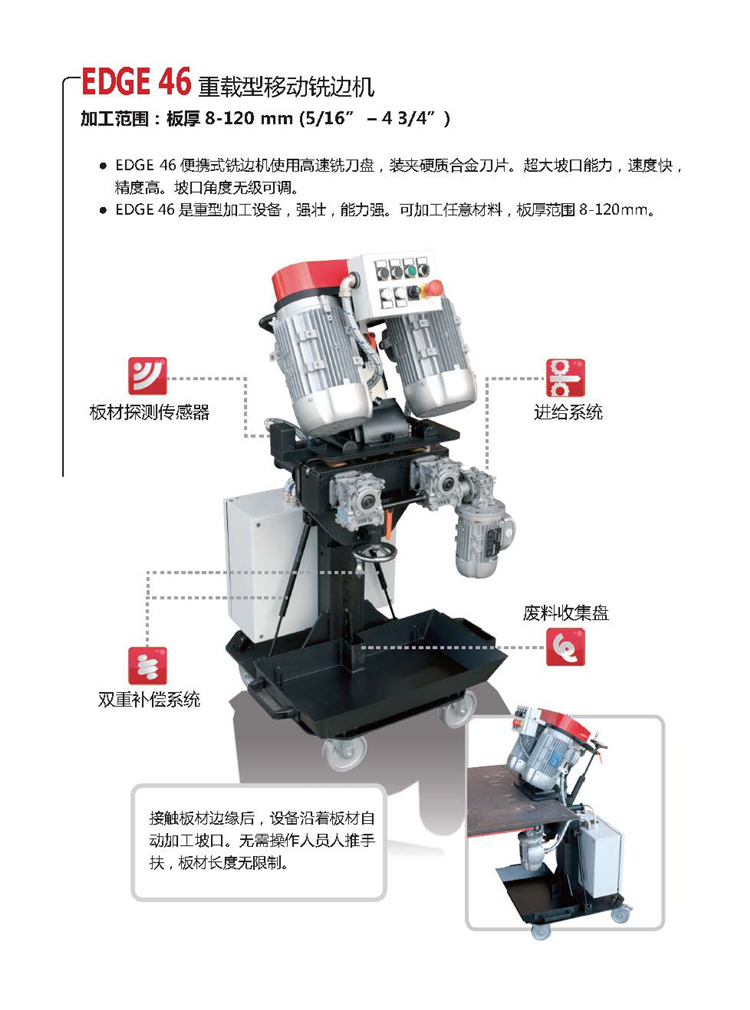 EDGE 46 重载型移动铣边机
加工范围：板厚 8-120 mm (5/16” – 4 3/4”)
● EDGE 46 便携式铣边机使用高速铣刀盘，装夹硬质合金刀片。超大坡口能力，速度快，
精度高。坡口角度无级可调。
● EDGE 46 是重型加工设备，强壮，能力强。可加工任意材料，板厚范围 8-120mm。
板材探测传感器
进给系统
废料收集盘
双重补偿系统
接触板材边缘后，设备沿着板材自
动加工坡口。无需操作人员人推手
扶，板材长度无限制。